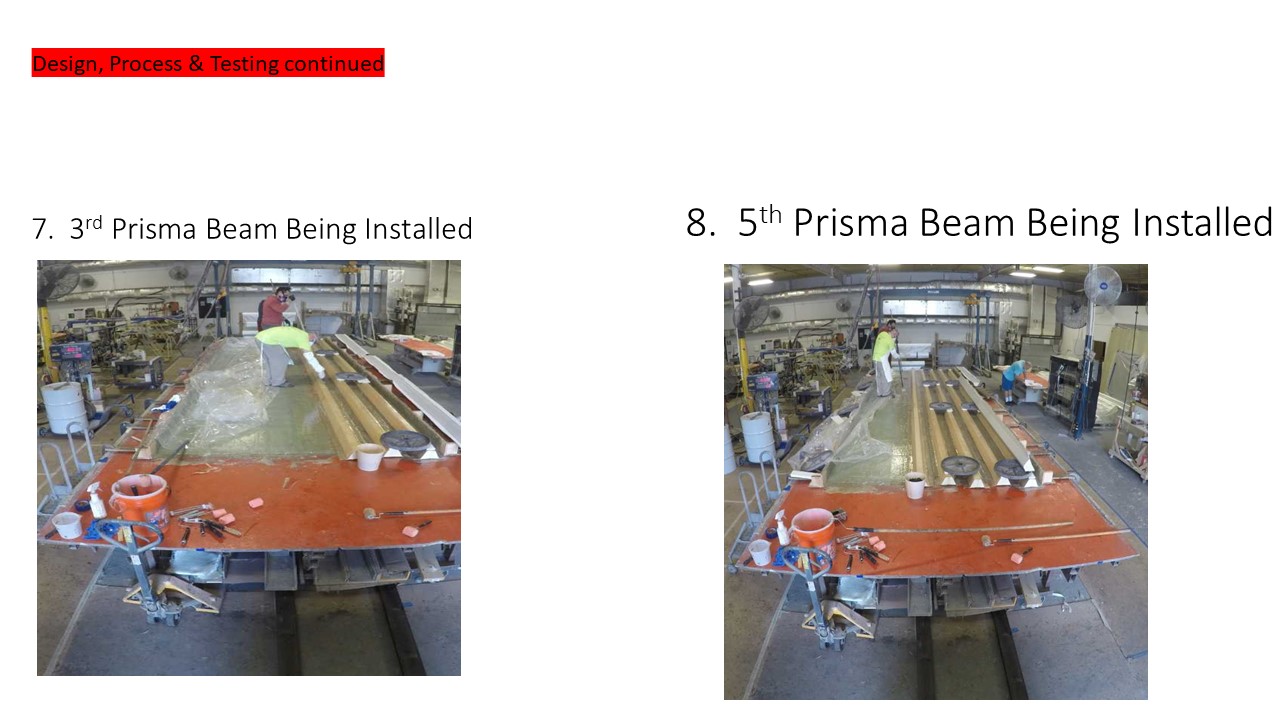 Design, Process & Testing continued
7. 3rd Prisma Beam Being Installed
8. 5th Prisma Beam Being Installed